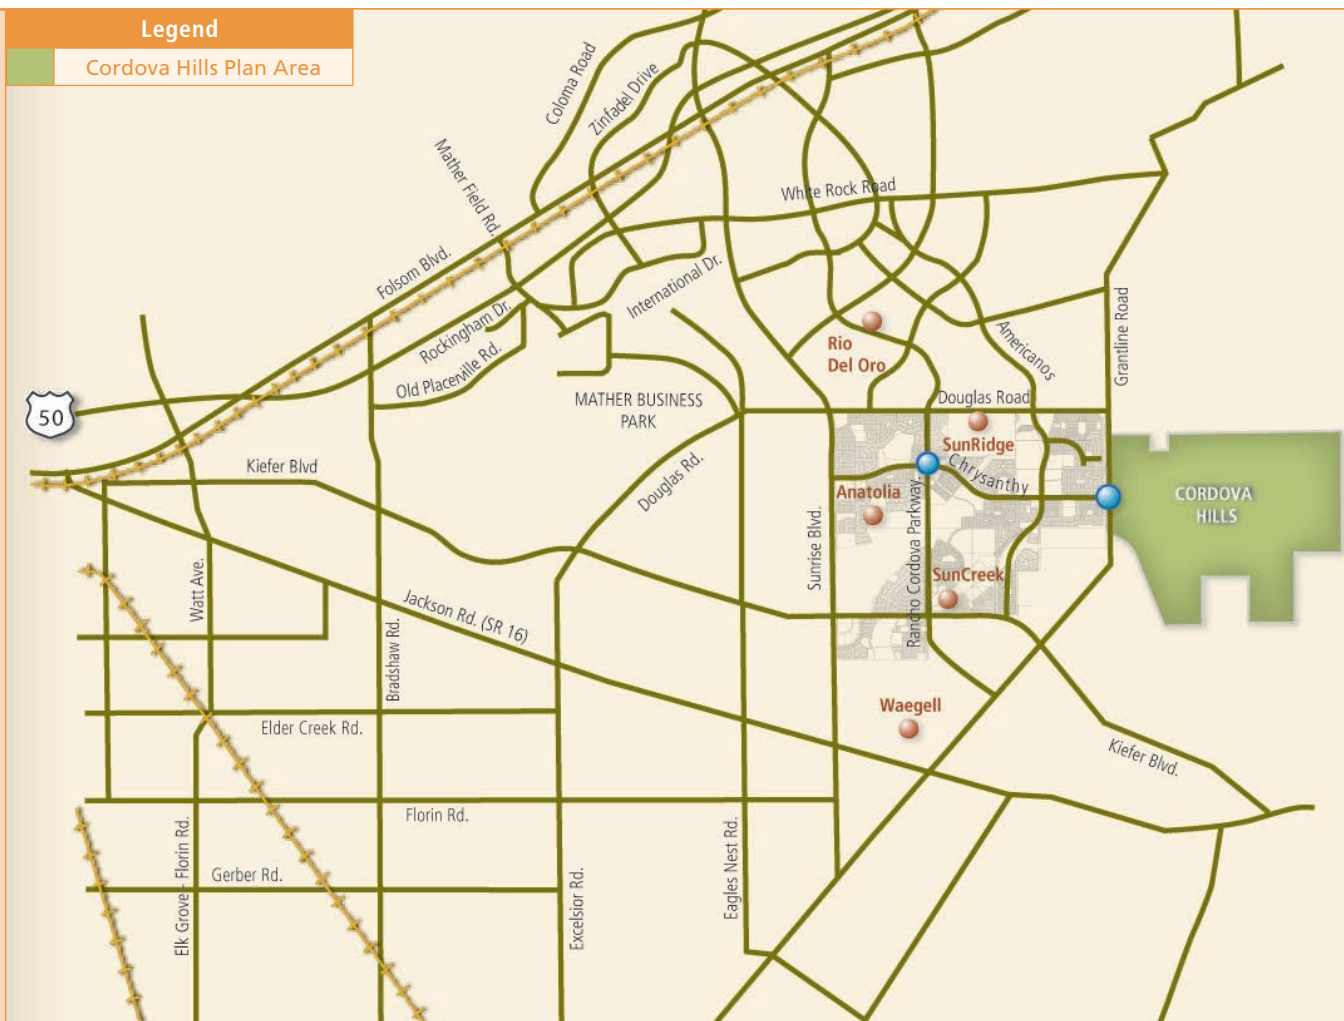 Legend
Cordova Hills Plan Area
Coloma Road
Zinfadel Drive
Mather Field Rd.
White Rock Road
Folsom Blvd.
International Dr.
Rockingham Dr.
Old Placerville Rd.
Americanos
Grantline Road
Rio
Del Oro
50
MATHER BUSINESS
PARK
Douglas Road
SunRidge
Kiefer Blvd
Douglas Rd.
Chrysanthy
Anatolia
CORDOVA
HILLS
Sunrise Blvd.
Rancho Cordova Parkway
SunCreek
Watt Ave.
Jackson Rd. (SR 16)
Bradshaw Rd.
Waegell
Elder Creek Rd.
Kiefer Blvd.
Florin Rd.
Elk Grove - Florin Rd.
Gerber Rd.
Excelsior Rd.
Eagles Nest Rd.